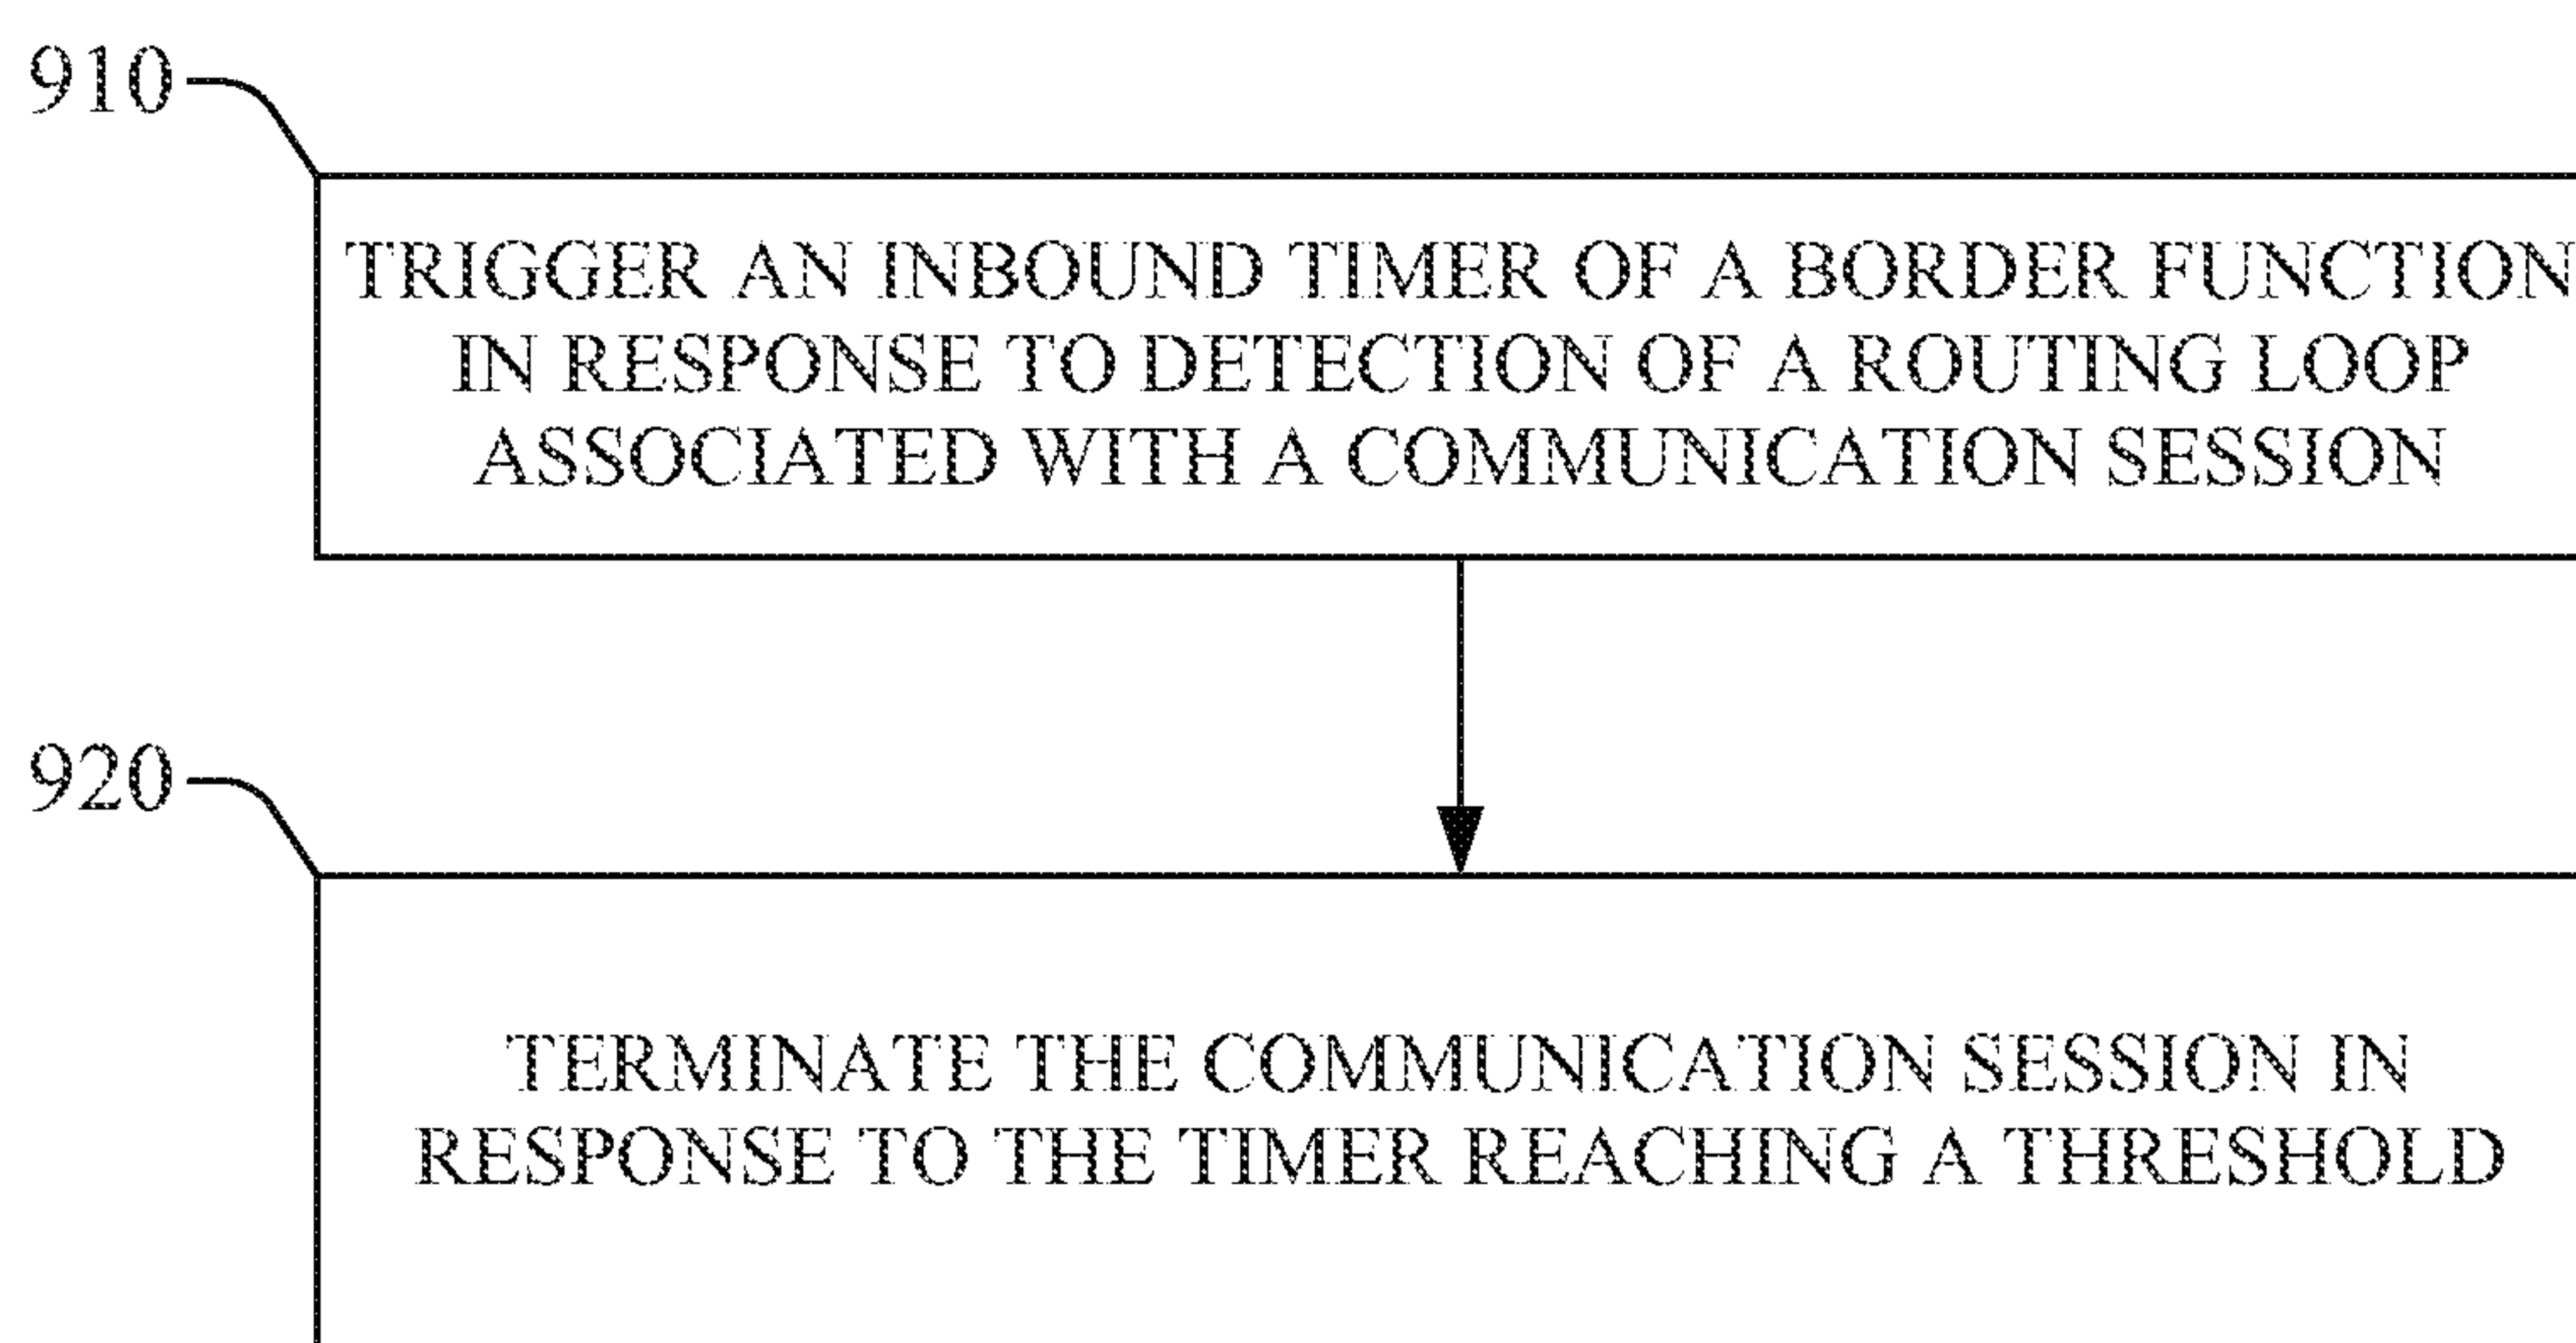 910
TRIGGER AN INBOUND TIMER OF A BORDER FUNCTION
IN RESPONSE TO DETECTION OF A ROUTING LOOP
ASSOCIATED WITH A COMMUNICATION SESSION
920
TERMINATE THE COMMUNICATION SESSION IN
RESPONSE TO THE TIMER REACHING A THRESHOLD